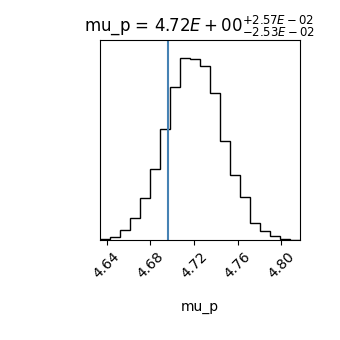 mu_p = 4.72E + 00 +2.57E − 02 −2.53E − 02
4.64 4.68 4.72 4.76 4.80
mu_p